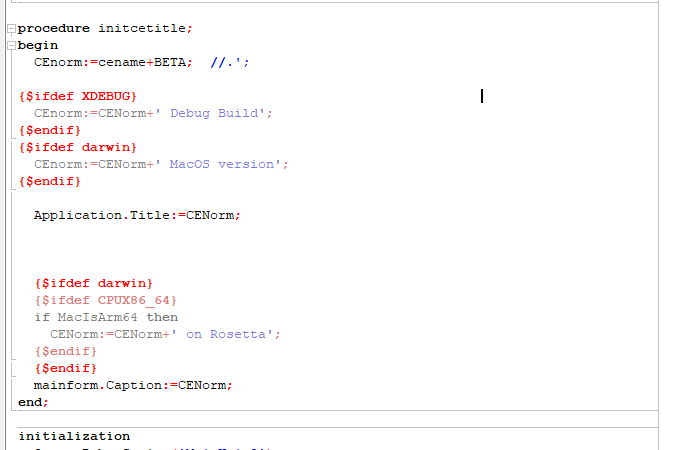 procedure initcetitle;
begin
CEnorm:=cename+BETA; //.';
{$ifdef XDEBUG}
CEnorm:=CENorm+' Debug Build';
{$endif}
{$ifdef darwin}
CEnorm:=CENorm+' MacOS version';
{$endif}
Application.Title:=CENorm;
{$ifdef darwin}
{$ifdef CPUX86_64}
if MacIsArm64 then
CENorm:=CENorm+' on Rosetta';
{$endif}
{$endif}
mainform.Caption:=CENorm;
end;
initialization